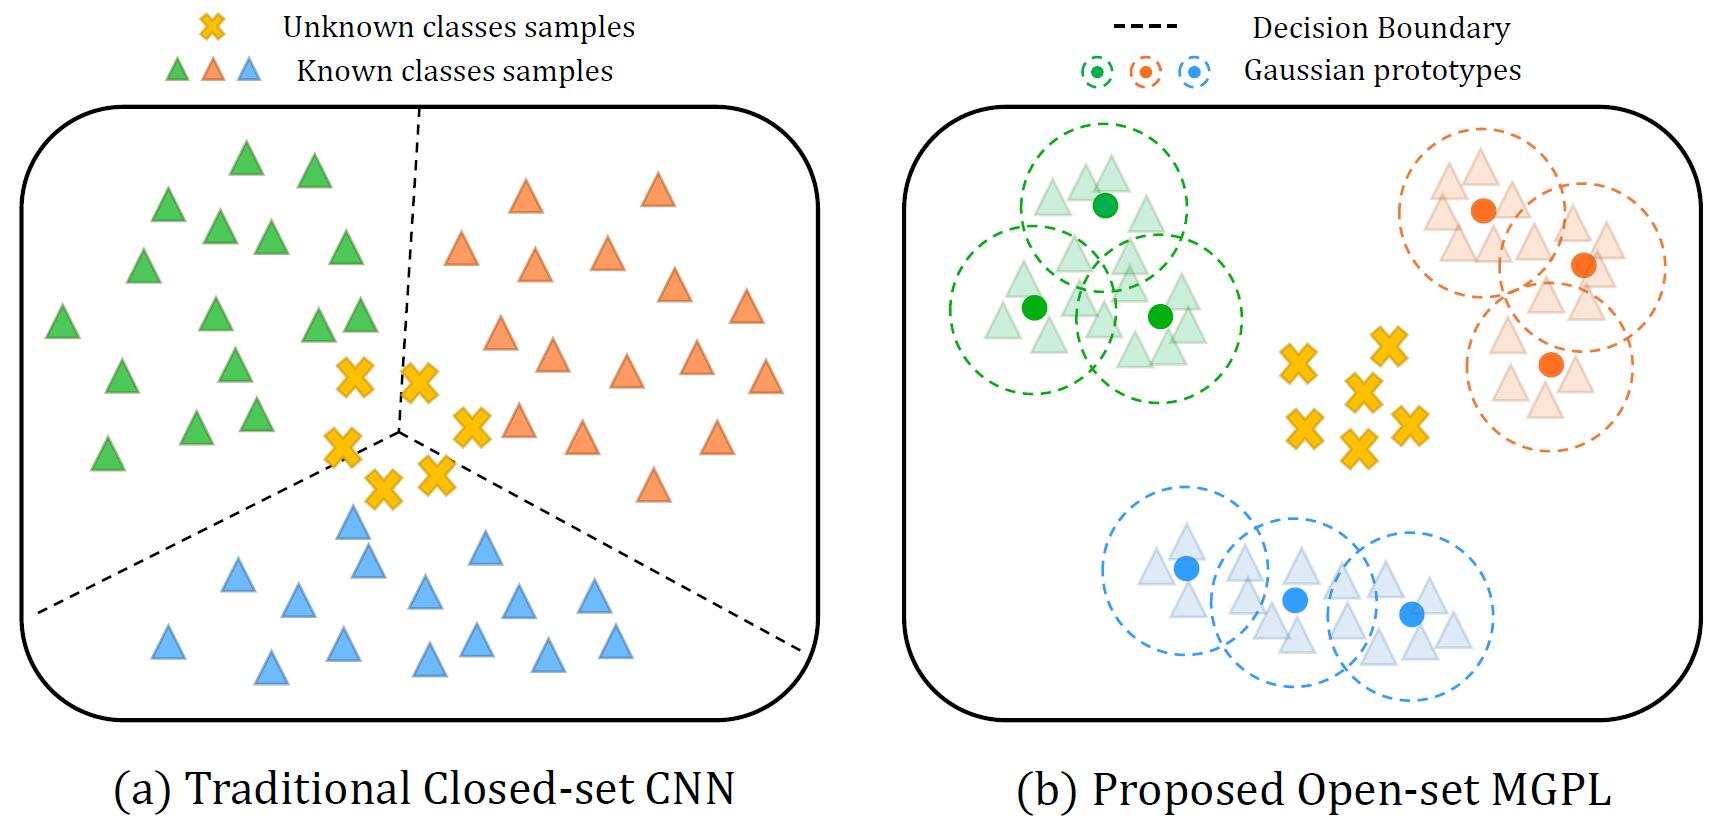 Unknown classes samples
Known classes samples
Decision Boundary
Gaussian prototypes
(a) Traditional Closed-set CNN
(b) Proposed Open-set MGPL